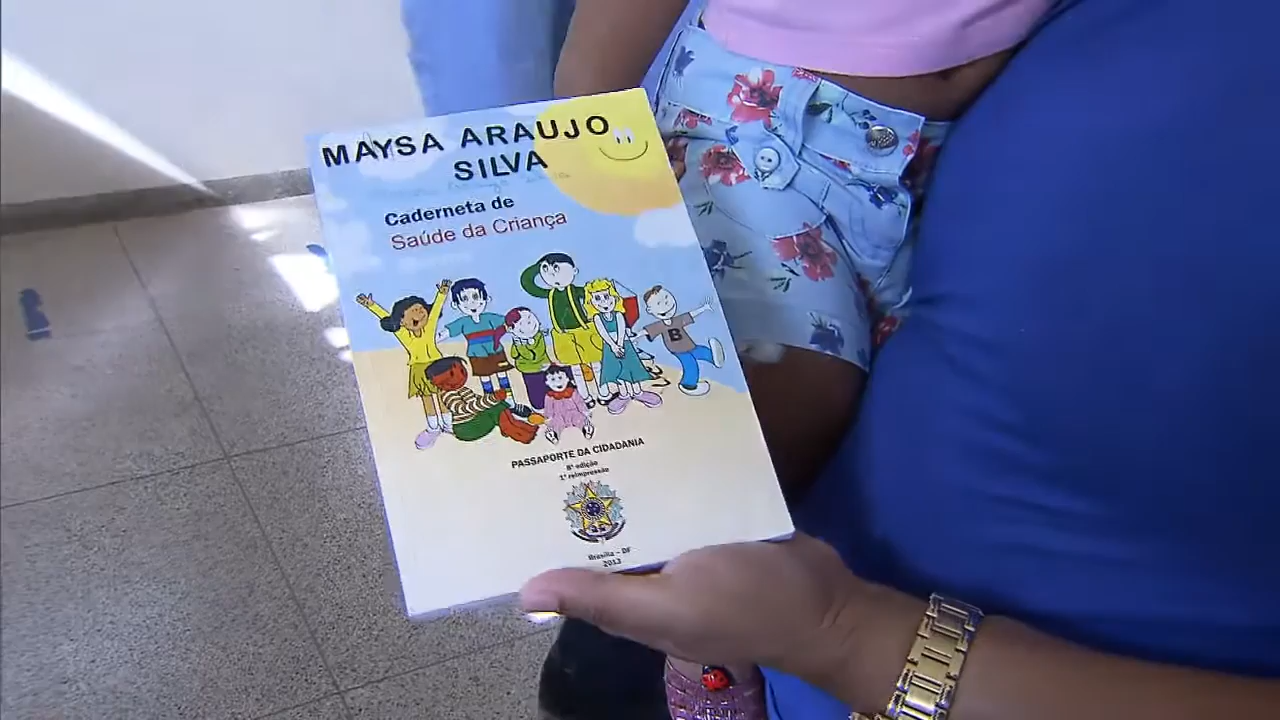 MAYSA ARAUJO
SILVA
Caderneta de
Saúde da Criança
B
PASSAPORTE DA CIDADANIA
8ª edição
1ª reimpressão
Brasília – DF
2013